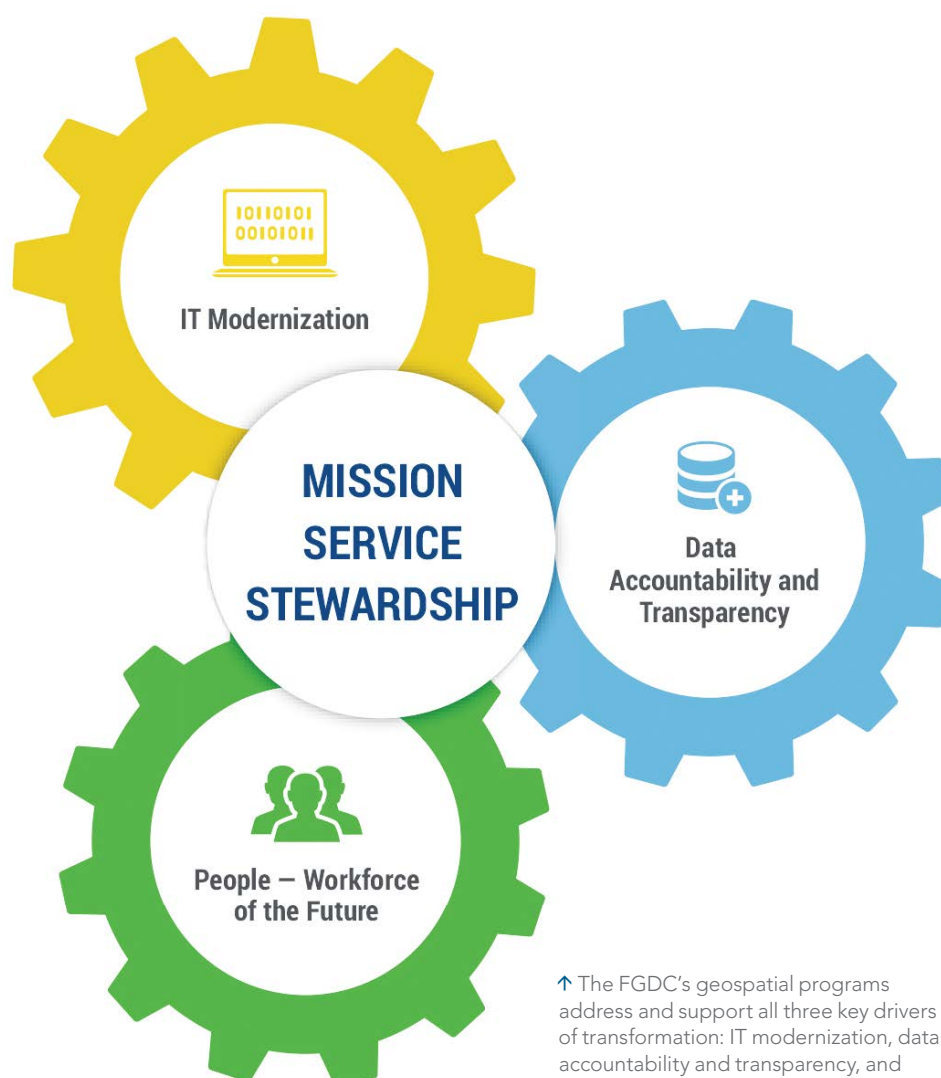 10110101
00101011
IT Modernization
MISSION
SERVICE
STEWARDSHIP
Data
Accountability and
Transparency
People — Workforce
of the Future
↑ The FGDC’s geospatial programs
address and support all three key drivers
of transformation: IT modernization, data
accountability and transparency, and